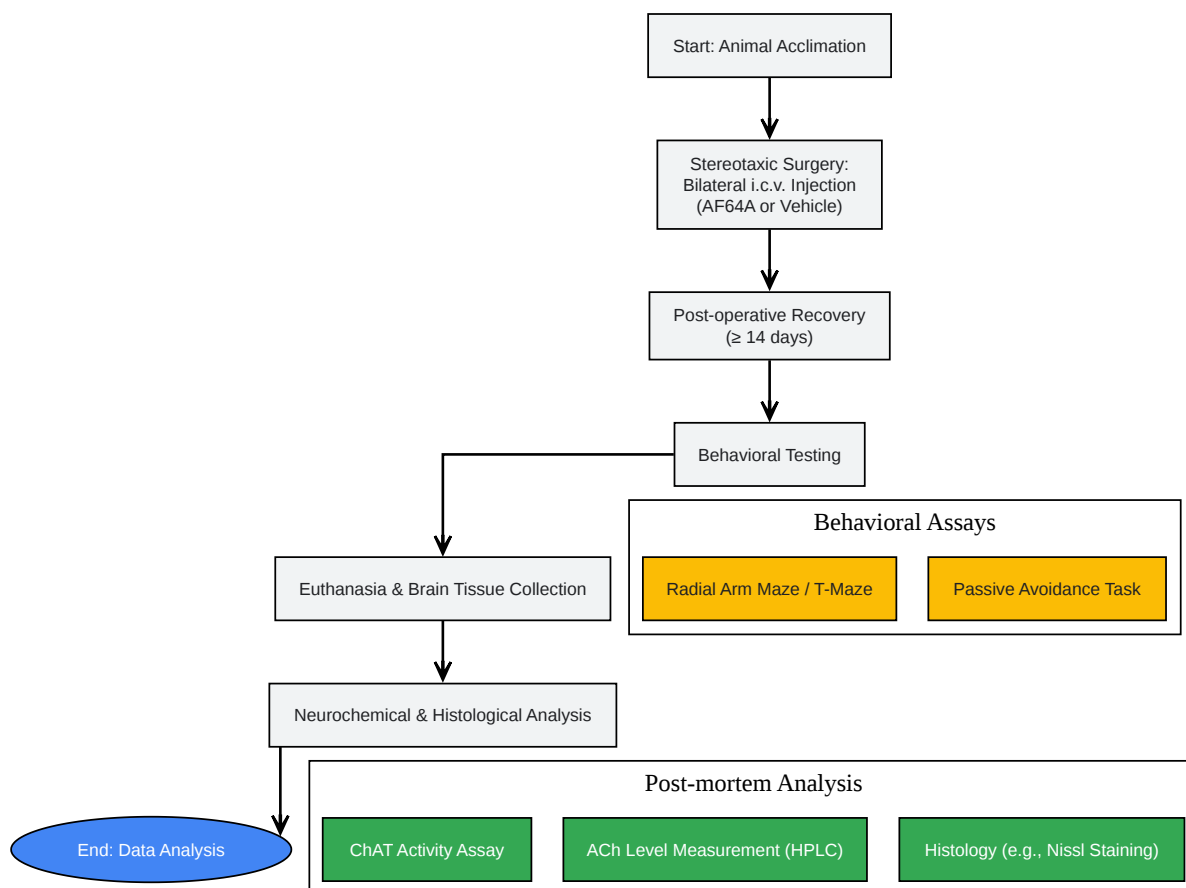 Start: Animal Acclimation
Stereotaxic Surgery:
Bilateral i.c.v. Injection
(AF64A or Vehicle)
Post-operative Recovery
(≥ 14 days)
Behavioral Testing
Behavioral Assays
Euthanasia & Brain Tissue Collection
Radial Arm Maze / T-Maze
Passive Avoidance Task
Neurochemical & Histological Analysis
Post-mortem Analysis
End: Data Analysis
ChAT Activity Assay
ACh Level Measurement (HPLC)
Histology (e.g., Nissl Staining)